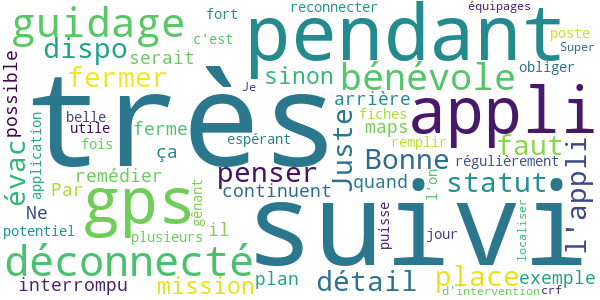 équipages
reconnecter
fort
guidage
pendant
c'est
poste
dispo
Super
serait
obliger
possible
fermer
sinon
bénévole
très
Je
appli
arrière
belle
fiches
utile
ferme
Juste
maps
faut
application
fois
espérant
remplir
évac
ça
Bonne
régulièrement
penser
l'appli
remédier
quand
statut
l'on
continuent
Par
gps
gênant
suivi
Ne
puisse
localiser
potentiel
plusieurs
il
jour
déconnecté
place
exemple
plan
détail
interrompu
mission
d'intervention
crf